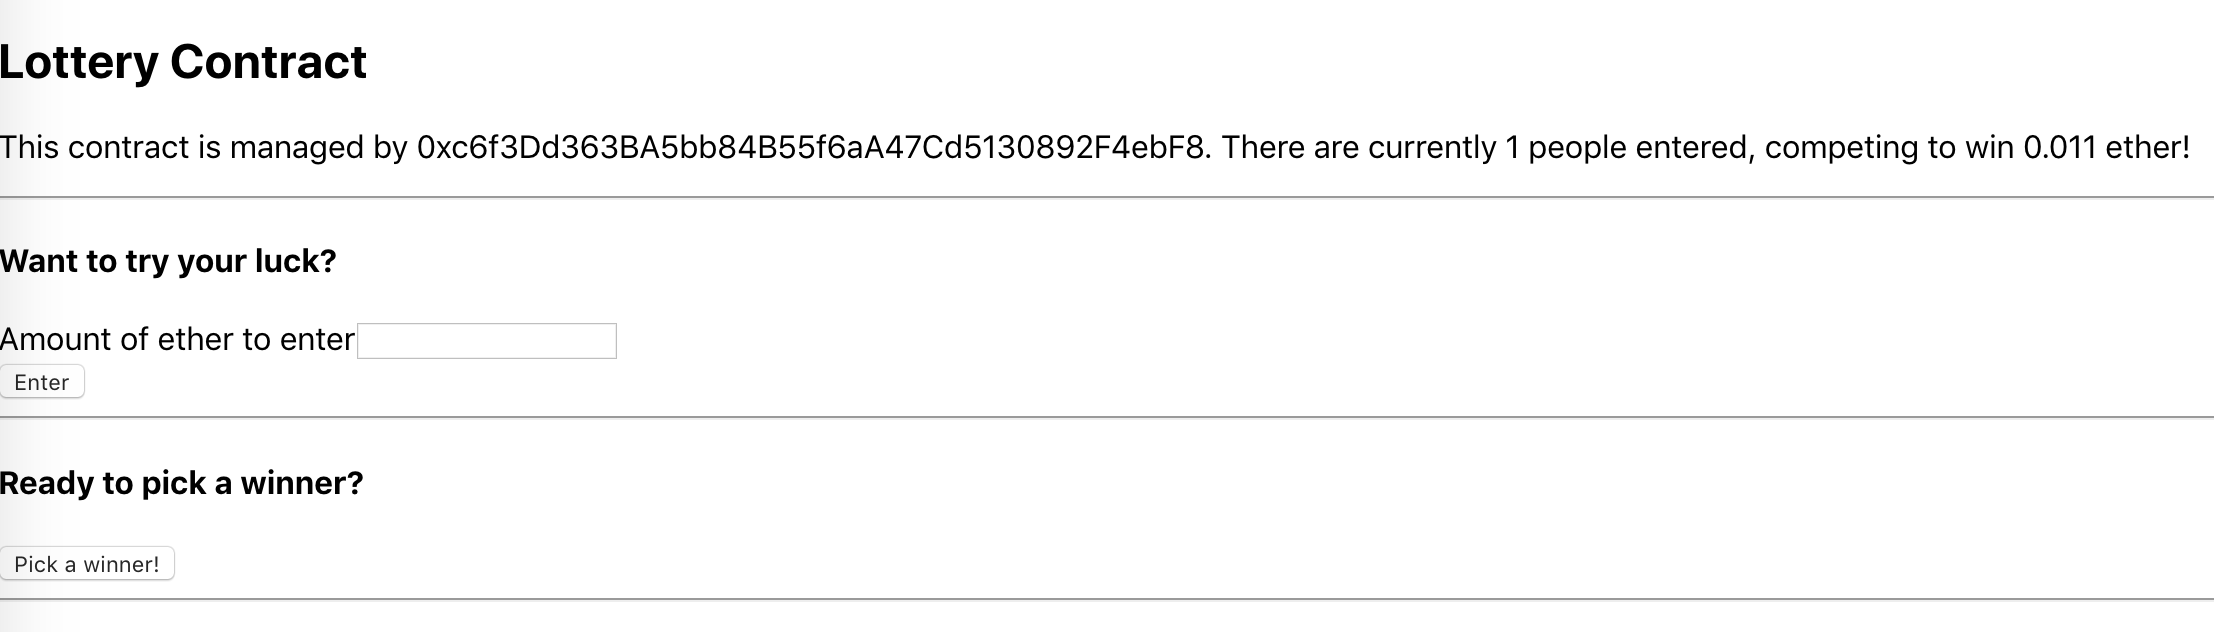 Lottery Contract
This contract is managed by 0xc6f3Dd363BA5bb84B55f6aA47Cd5130892F4ebF8. There are currently 1 people entered, competing to win 0.011 ether!
Want to try your luck?
Amount of ether to enter
Enter
Ready to pick a winner?
Pick a winner!